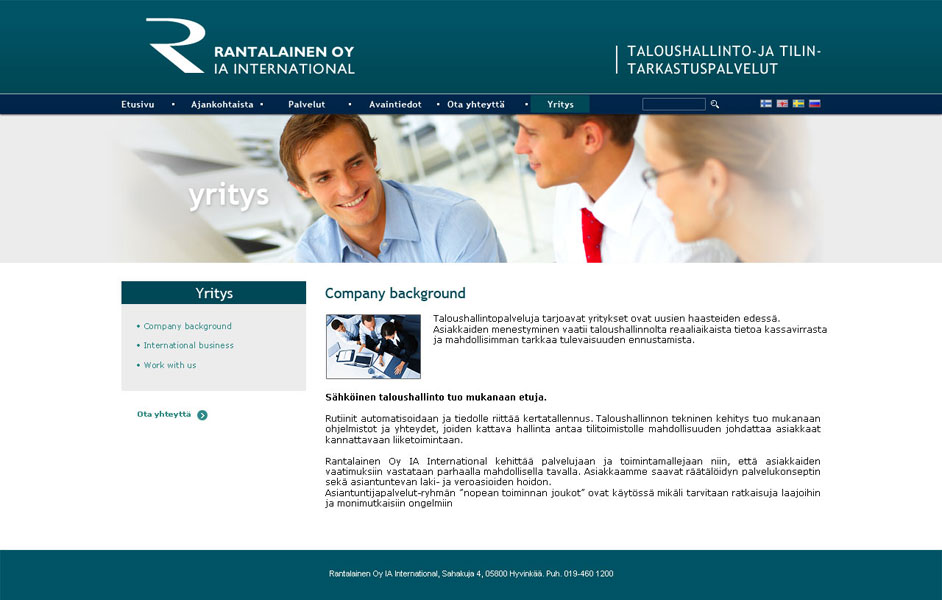 RANTALAINEN OY
IA INTERNATIONAL
TALOUSHALLINTO-JA TILIN-
TARKASTUSPALVELUT
Etusivu • Ajankohtaista • Palvelut • Avaintiedot • Ota yhteyttä • Yritys
yritys
Yritys
• Company background
• International business
• Work with us
Ota yhteyttä
Company background
Taloushallintopalveluja tarjoavat yritykset ovat uusien haasteiden edessä.
Asiakkaiden menestyminen vaatii taloushallinnolta reaaliaikaista tietoa kassavirrasta
ja mahdollisimman tarkkaa tulevaisuuden ennustamista.
Sähköinen taloushallinto tuo mukanaan etuja.
Rutiinit automatisoidaan ja tiedolle riittää kertatallennus. Taloushallinnon tekninen kehitys tuo mukanaan
ohjelmistot ja yhteydet, joiden kattava hallinta antaa tilitoimistolle mahdollisuuden johdattaa asiakkaat
kannattavaan liiketoimintaan.
Rantalainen Oy IA International kehittää palvelujaan ja toimintamallejaan niin, että asiakkaiden
vaatimuksiin vastataan parhaalla mahdollisella tavalla. Asiakkaamme saavat räätälöidyn palvelukonseptin
sekä asiantuntevan laki- ja veroasioiden hoidon.
Asiantuntijapalvelut-ryhmän "nopean toiminnan joukot" ovat käytössä mikäli tarvitaan ratkaisuja laajoihin
ja monimutkaisiin ongelmiin
Rantalainen Oy IA International, Sahakuja 4, 05800 Hyvinkää. Puh. 019-460 1200